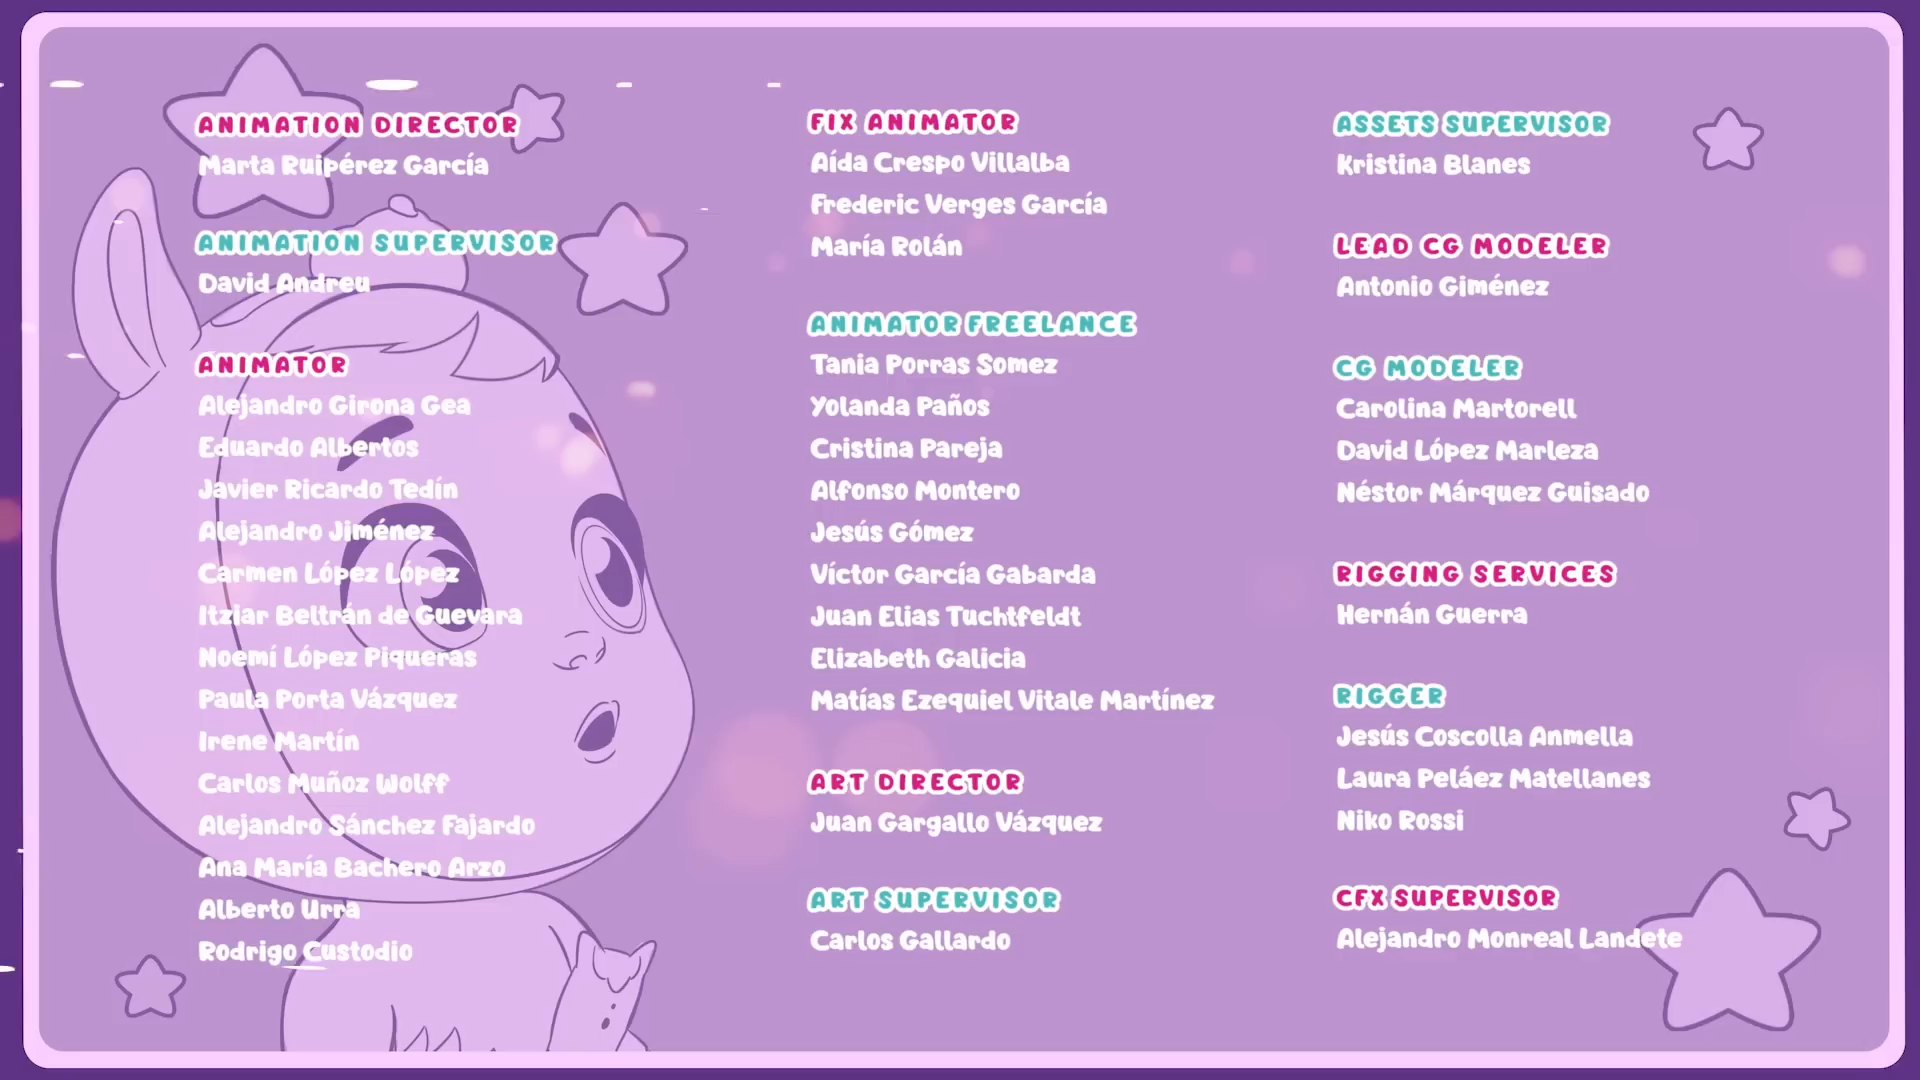 ANIMATION DIRECTOR
Marta Ruipérez García
ANIMATION SUPERVISOR
David Andreu
ANIMATOR
Alejandro Girona Gea
Eduardo Albertos
Javier Ricardo Tedín
Alejandro Jiménez
Carmen López López
Itziar Beltrán de Guevara
Noemí López Piqueras
Paula Porta Vázquez
Irene Martín
Carlos Muñoz Wolff
Alejandro Sánchez Fajardo
Ana María Bachero Arzo
Alberto Urra
Rodrigo Custodio
FIX ANIMATOR
Aída Crespo Villalba
Frederic Verges García
María Rolán
ANIMATOR FREELANCE
Tania Porras Somez
Yolanda Paños
Cristina Pareja
Alfonso Montero
Jesús Gómez
Víctor García Gabarda
Juan Elias Tuchtfeldt
Elizabeth Galicia
Matías Ezequiel Vitale Martínez
ART DIRECTOR
Juan Gargallo Vázquez
ART SUPERVISOR
Carlos Gallardo
ASSETS SUPERVISOR
Kristina Blanes
LEAD CG MODELER
Antonio Giménez
CG MODELER
Carolina Martorell
David López Marleza
Néstor Márquez Guisado
RIGGING SERVICES
Hernán Guerra
RIGGER
Jesús Coscolla Anmella
Laura Peláez Matellanes
Niko Rossi
CFX SUPERVISOR
Alejandro Monreal Landete